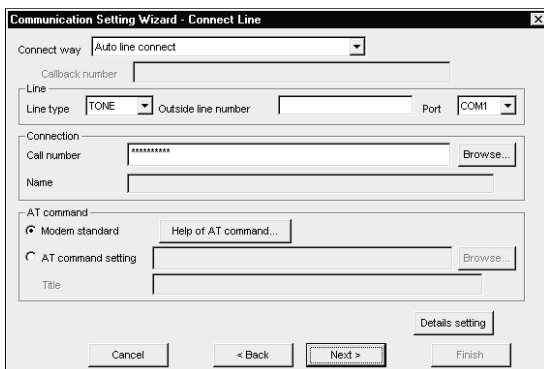 Communication Setting Wizard - Connect Line
Connect way Auto line connect
Callback number
Line
Line type TONE Outside line number Port COM1
Connection
Call number ********** Browse...
Name
AT command
Modem standard Help of AT command...
AT command setting Browse...
Title
Details setting
Cancel < Back Next > Finish